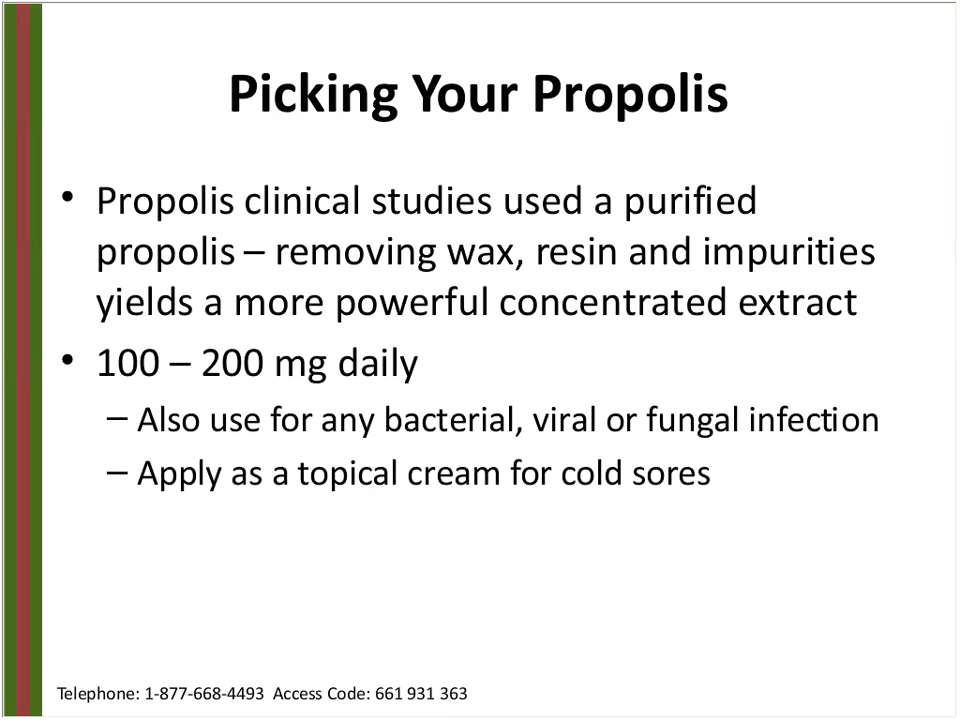 Picking Your Propolis
• Propolis clinical studies used a purified
propolis – removing wax, resin and impurities
yields a more powerful concentrated extract
• 100 – 200 mg daily
– Also use for any bacterial, viral or fungal infection
– Apply as a topical cream for cold sores
Telephone: 1-877-668-4493 Access Code: 661 931 363